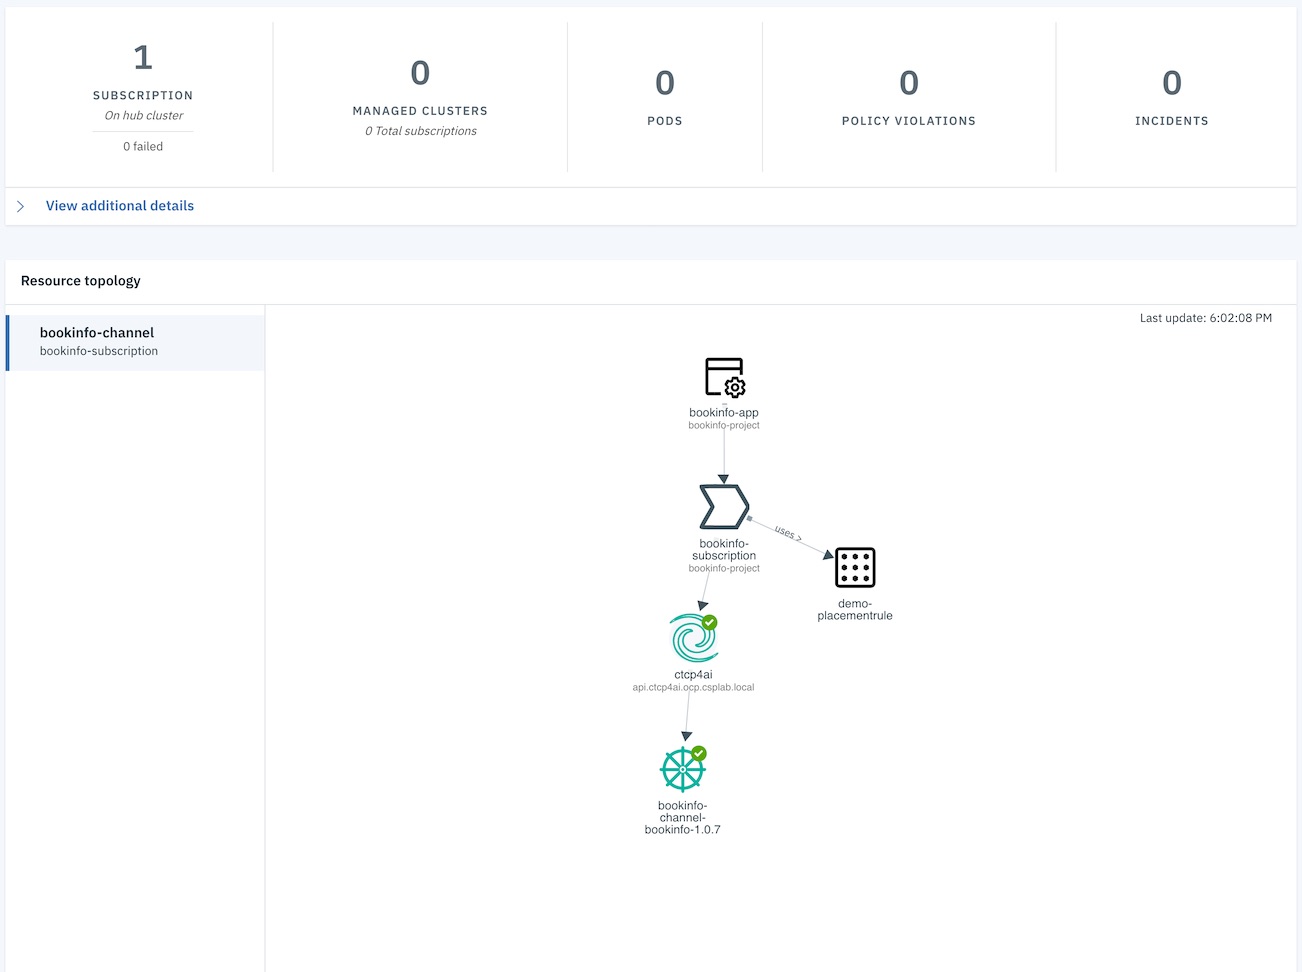 1
SUBSCRIPTION
On hub cluster
0 failed
0
MANAGED CLUSTERS
0 Total subscriptions
0
PODS
0
POLICY VIOLATIONS
0
INCIDENTS
View additional details
Resource topology
bookinfo-channel
bookinfo-subscription
Last update: 6:02:08 PM
bookinfo-app
bookinfo-project
bookinfo-
subscription
bookinfo-project
uses >
demo-
placementrule
ctcp4ai
api.ctcp4ai.ocp.csplab.local
bookinfo-
channel-
bookinfo-1.0.7